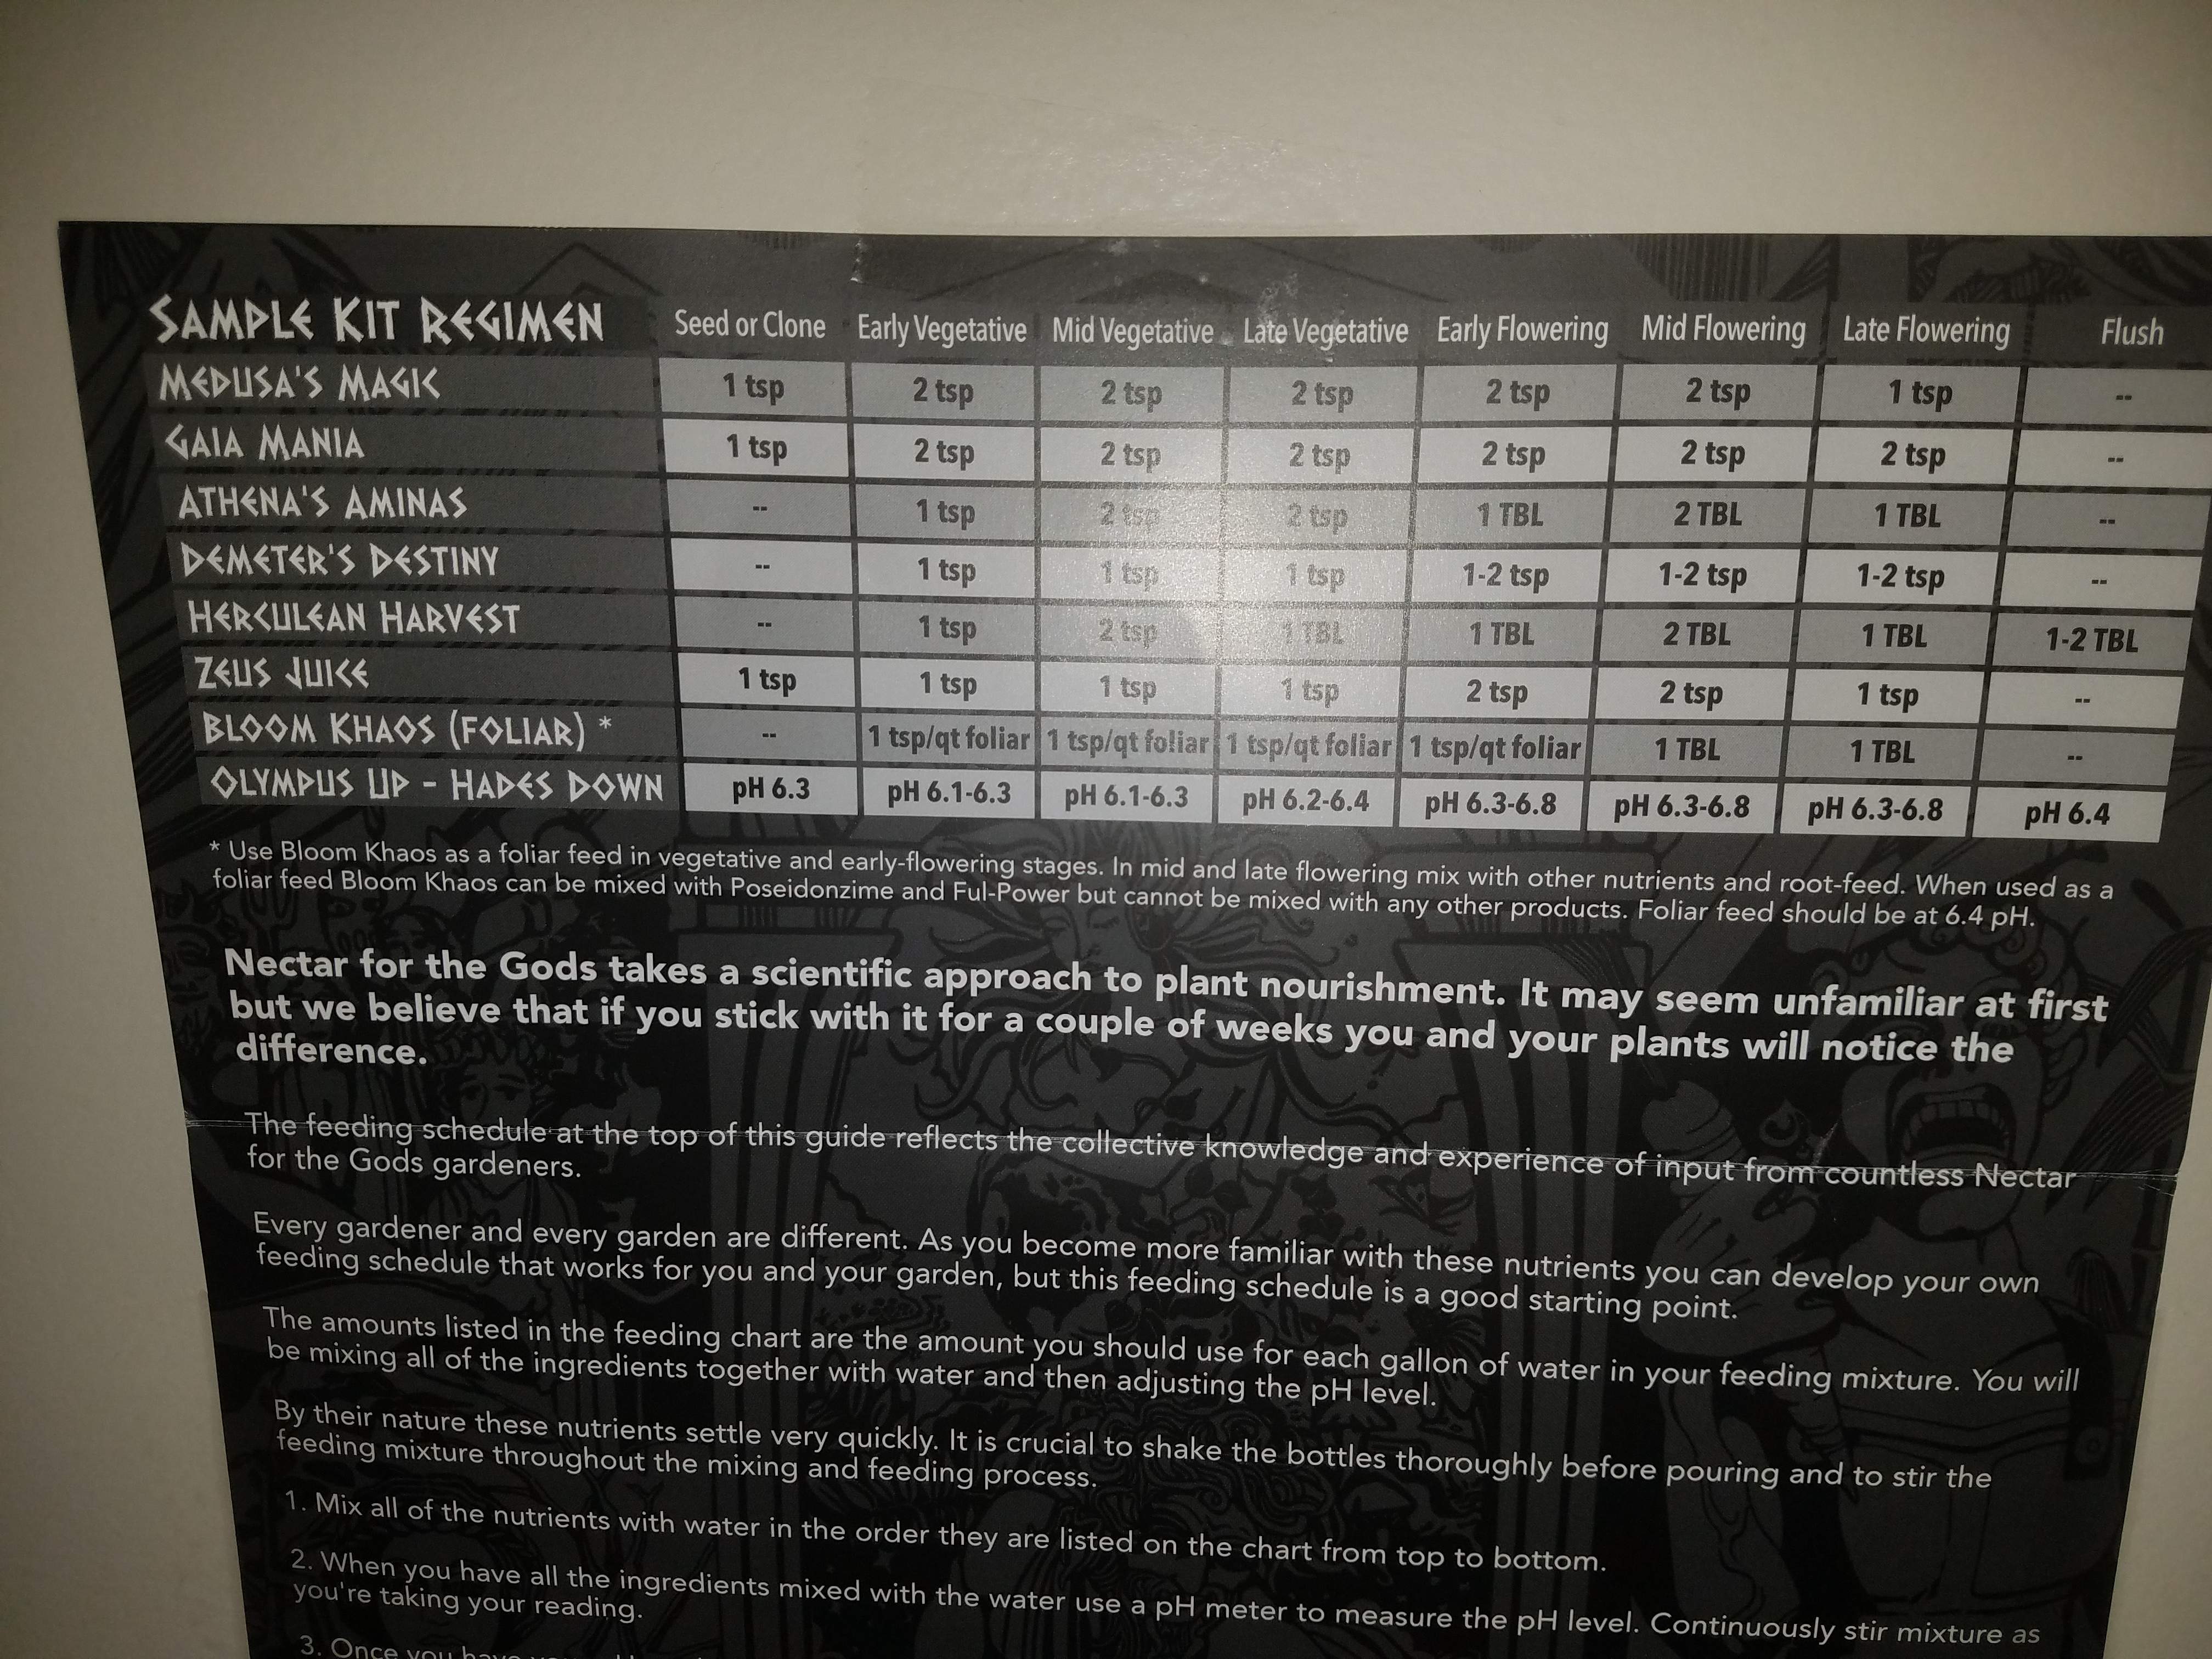 SAMPLE KIT REGIMEN Seed or Clone Early Vegetative Mid Vegetative Late Vegetative Early Flowering Mid Flowering Late Flowering Flush
MEDUSA'S MAGIC 1 tsp 2 tsp 2 tsp 2 tsp 2 tsp 2 tsp 1 tsp --
GAIA MANIA 1 tsp 2 tsp 2 tsp 2 tsp 2 tsp 2 tsp 2 tsp --
ATHENA'S AMINAS -- 1 tsp 2 tsp 2 tsp 1 TBL 2 TBL 1 TBL --
DEMETER'S DESTINY -- 1 tsp 1 tsp 1 tsp 1-2 tsp 1-2 tsp 1-2 tsp --
HERCULEAN HARVEST -- 1 tsp 2 tsp 1 TBL 1 TBL 2 TBL 1 TBL 1-2 TBL
ZEUS JUICE 1 tsp 1 tsp 1 tsp 1 tsp 2 tsp 2 tsp 1 tsp --
BLOOM KHAOS (FOLIAR) * -- 1 tsp/qt foliar 1 tsp/qt foliar 1 tsp/qt foliar 1 tsp/qt foliar 1 TBL 1 TBL --
OLYMPUS UP - HADES DOWN pH 6.3 pH 6.1-6.3 pH 6.1-6.3 pH 6.2-6.4 pH 6.3-6.8 pH 6.3-6.8 pH 6.3-6.8 pH 6.4
* Use Bloom Khaos as a foliar feed in vegetative and early-flowering stages. In mid and late flowering mix with other nutrients and root-feed. When used as a
foliar feed Bloom Khaos can be mixed with Poseidonzime and Ful-Power but cannot be mixed with any other products. Foliar feed should be at 6.4 pH.
Nectar for the Gods takes a scientific approach to plant nourishment. It may seem unfamiliar at first
but we believe that if you stick with it for a couple of weeks you and your plants will notice the
difference.
The feeding schedule at the top of this guide reflects the collective knowledge and experience of input from countless Nectar
for the Gods gardeners.
Every gardener and every garden are different. As you become more familiar with these nutrients you can develop your own
feeding schedule that works for you and your garden, but this feeding schedule is a good starting point.
The amounts listed in the feeding chart are the amount you should use for each gallon of water in your feeding mixture. You will
be mixing all of the ingredients together with water and then adjusting the pH level.
By their nature these nutrients settle very quickly. It is crucial to shake the bottles thoroughly before pouring and to stir the
feeding mixture throughout the mixing and feeding process.
1. Mix all of the nutrients with water in the order they are listed on the chart from top to bottom.
2. When you have all the ingredients mixed with the water use a pH meter to measure the pH level. Continuously stir mixture as
you're taking your reading.
3. Once you have